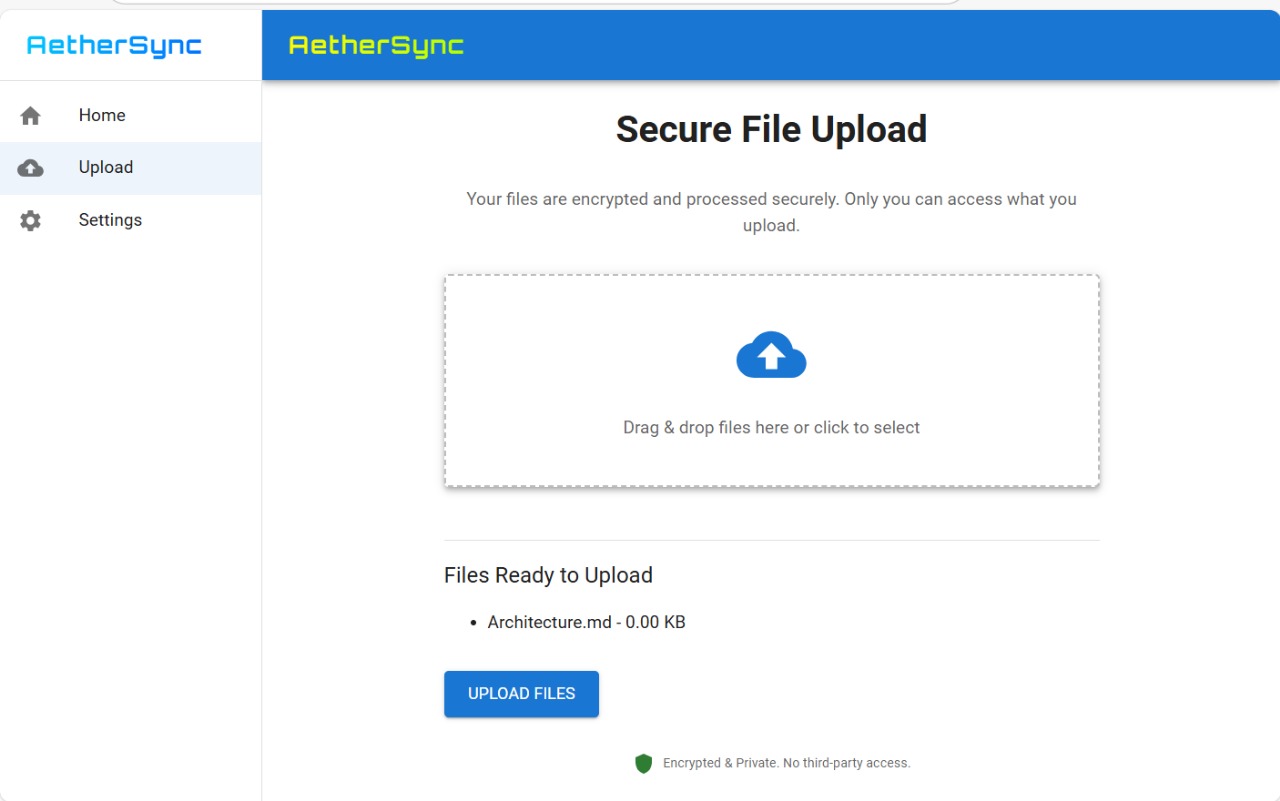 AetherSync
AetherSync
Home
Upload
Settings
Secure File Upload
Your files are encrypted and processed securely. Only you can access what you
upload.
Drag & drop files here or click to select
Files Ready to Upload
• Architecture.md - 0.00 KB
UPLOAD FILES
Encrypted & Private. No third-party access.